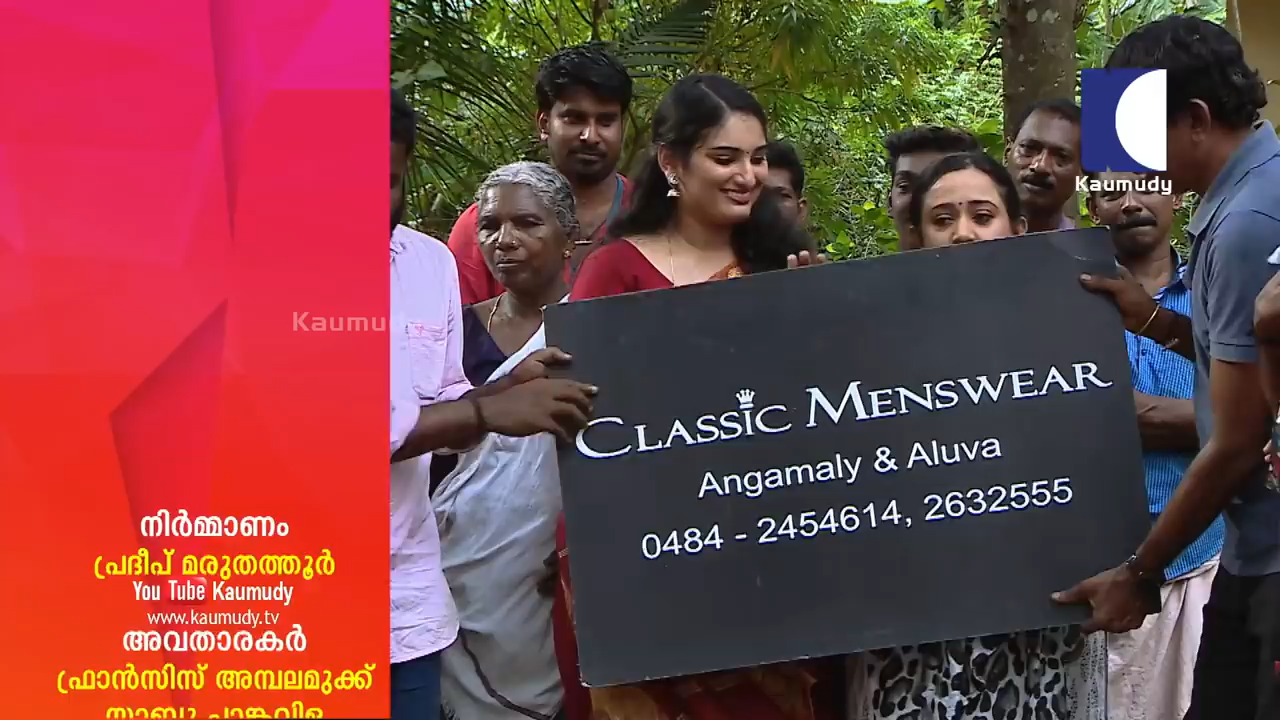 Kaumudy
Kaumu
CLASSIC MENSWEAR
Angamaly & Aluva
0484 - 2454614, 2632555
നിർമ്മാണം
പ്രദീപ് മരുതത്തൂർ
You Tube Kaumudy
www.kaumudy.tv
അവതാരകർ
ഫ്രാൻസിസ് അമ്പലമുക്ക്